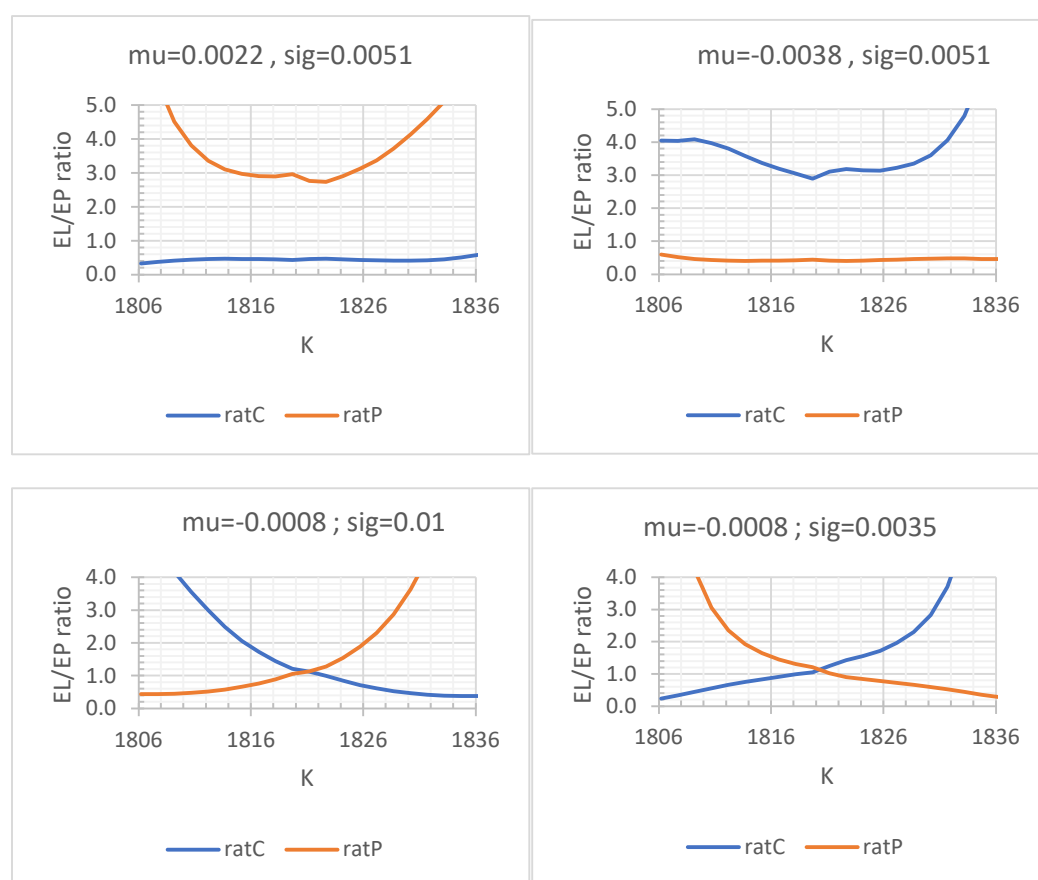 mu=0.0022 , sig=0.0051
5.0
4.0
3.0
2.0
1.0
0.0
EL/EP ratio
1806 1816 1826 1836
K
ratC ratP
mu=-0.0038 , sig=0.0051
5.0
4.0
3.0
2.0
1.0
0.0
EL/EP ratio
1806 1816 1826 1836
K
ratC ratP
mu=-0.0008 ; sig=0.01
4.0
3.0
2.0
1.0
0.0
EL/EP ratio
1806 1816 1826 1836
K
ratC ratP
mu=-0.0008 ; sig=0.0035
4.0
3.0
2.0
1.0
0.0
EL/EP ratio
1806 1816 1826 1836
K
ratC ratP